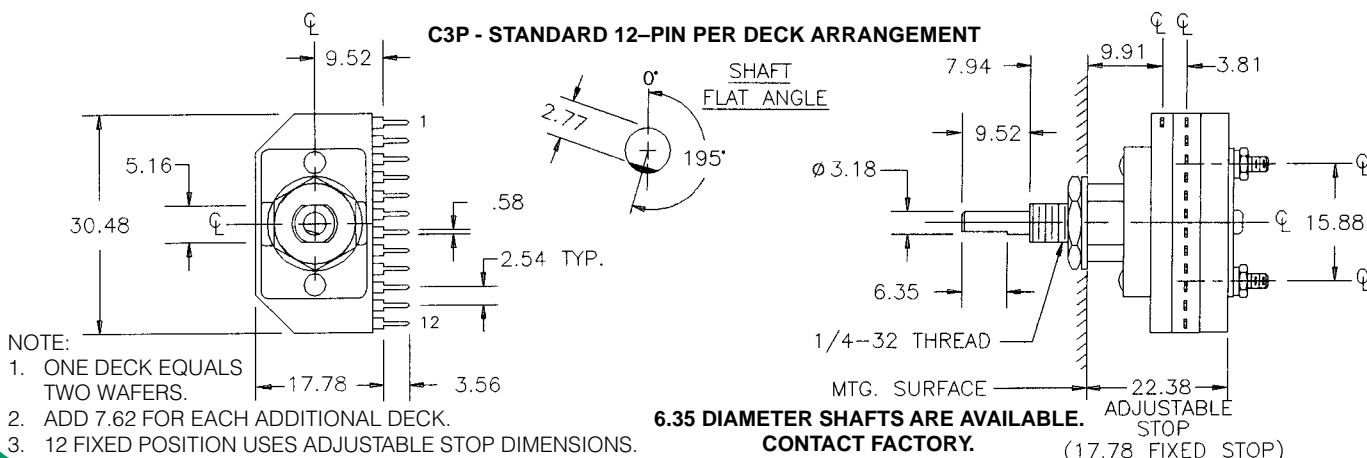 C3P - STANDARD 12–PIN PER DECK ARRANGEMENT
℄
9.52
SHAFT
FLAT ANGLE
0°
2.77
195°
30.48
5.16
℄
1
.58
2.54 TYP.
12
17.78
3.56
℄ ℄
9.91
3.81
7.94
9.52
ø3.18
6.35
℄
℄ 15.88
℄
1/4–32 THREAD
MTG. SURFACE
22.38
ADJUSTABLE
STOP
(17.78 FIXED STOP)
NOTE:
1. ONE DECK EQUALS
TWO WAFERS.
2. ADD 7.62 FOR EACH ADDITIONAL DECK.
3. 12 FIXED POSITION USES ADJUSTABLE STOP DIMENSIONS.
6.35 DIAMETER SHAFTS ARE AVAILABLE.
CONTACT FACTORY.